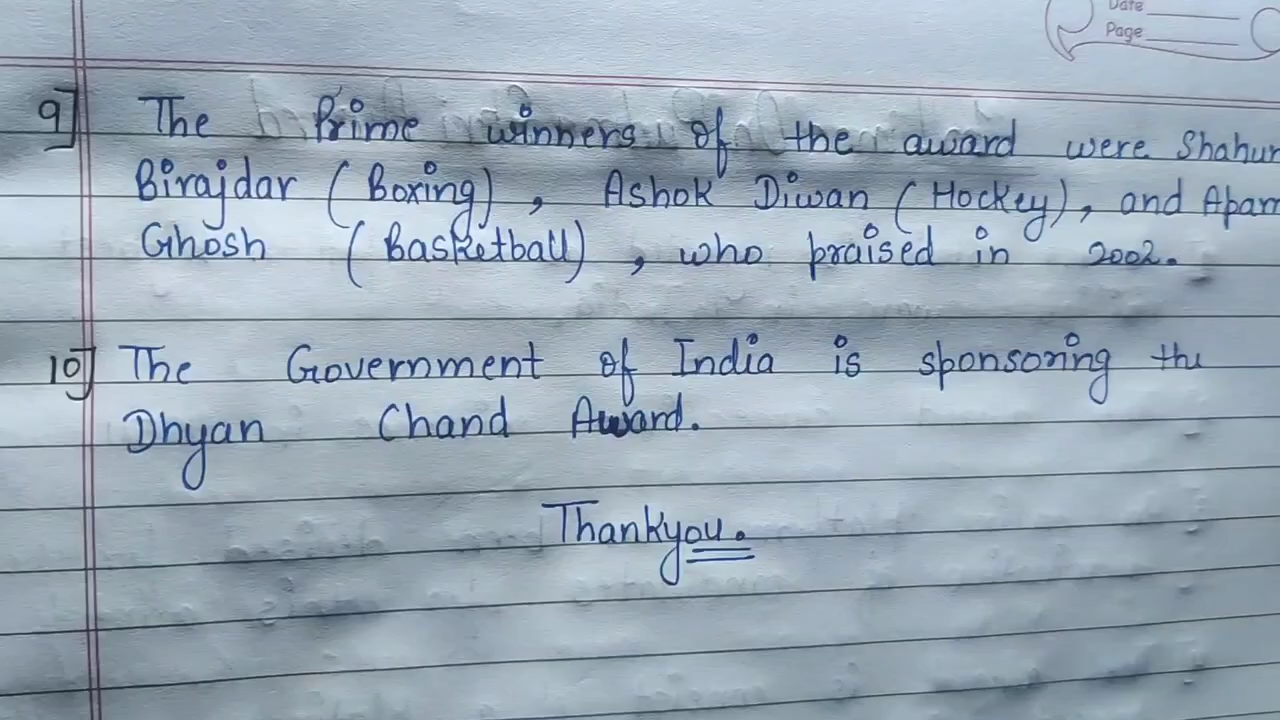 Date
Page
9] The Prime winners of the award were Shahur
Birajdar (Boxing), Ashok Diwan (Hockey), and Apar
Ghosh (Basketball), who praised in 2002.
10] The Government of India is sponsoring the
Dhyan Chand Award.
Thankyou.